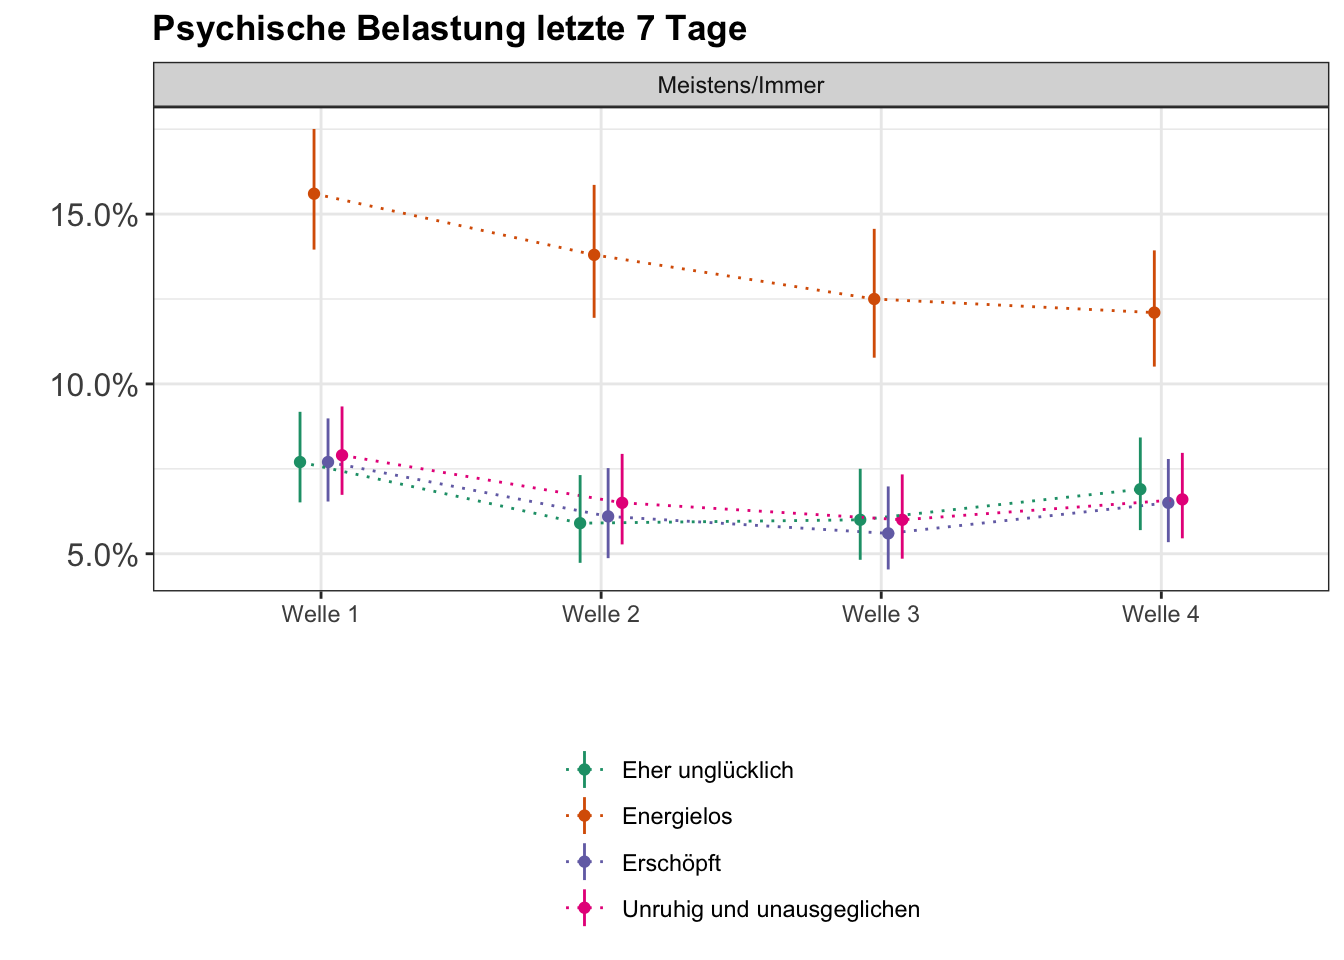 Psychische Belastung letzte 7 Tage
Meistens/Immer
15.0%
10.0%
5.0%
Welle 1 Welle 2 Welle 3 Welle 4
Eher unglücklich
Energielos
Erschöpft
Unruhig und unausgeglichen